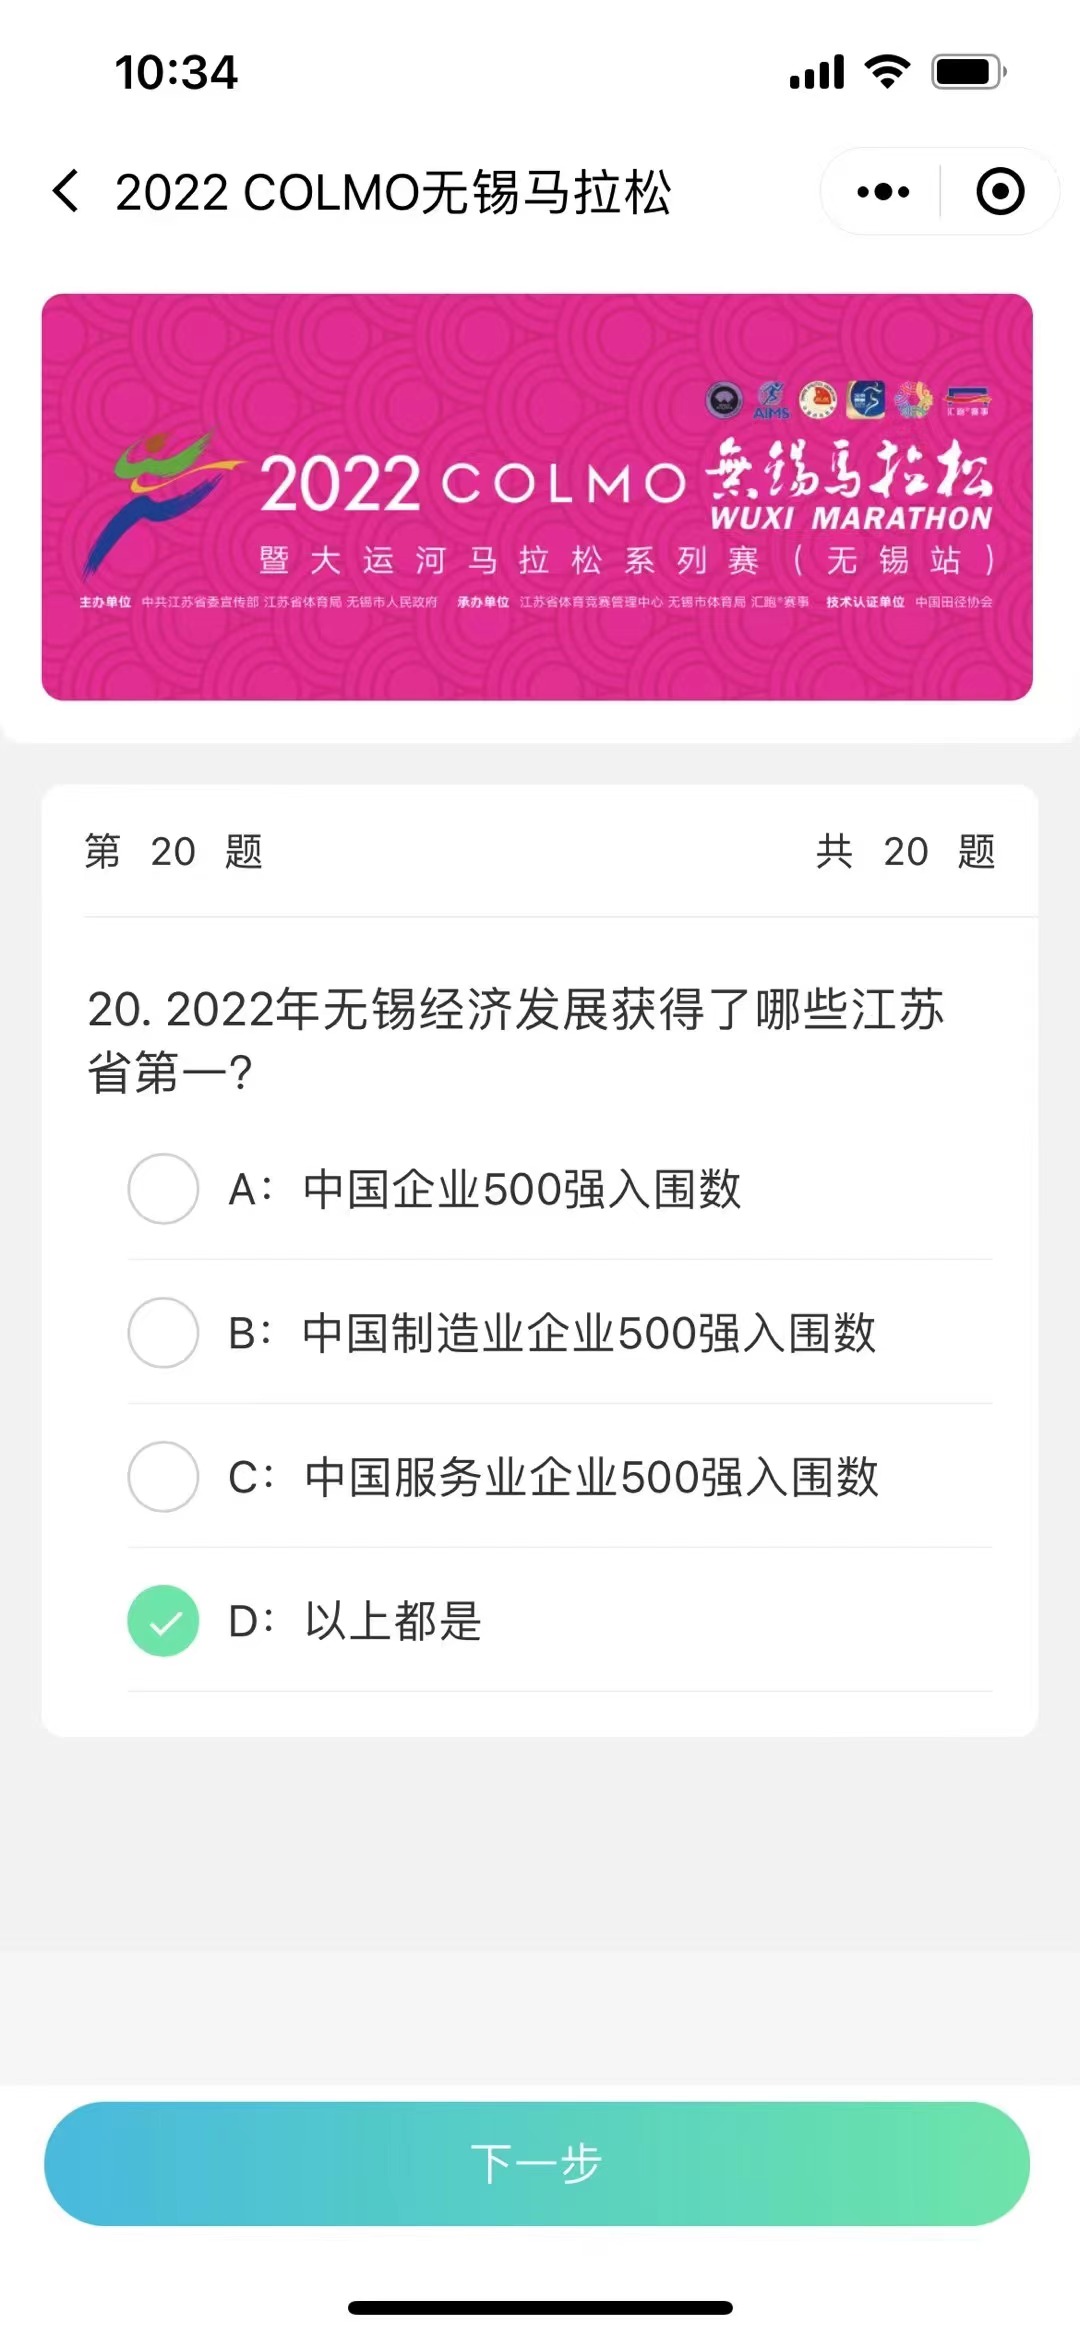 10:34
2022 COLMO无锡马拉松
AIMS
汇跑®赛事
2022 COLMO 無锡马拉松
WUXI MARATHON
暨大运河马拉松系列赛(无锡站)
主办单位 中共江苏省委宣传部 江苏省体育局 无锡市人民政府 承办单位 江苏省体育竞赛管理中心 无锡市体育局 汇跑®赛事 技术认证单位 中国田径协会
第 20 题 共 20 题
20. 2022年无锡经济发展获得了哪些江苏
省第一?
A: 中国企业500强入围数
B: 中国制造业企业500强入围数
C: 中国服务业企业500强入围数
D: 以上都是
下一步